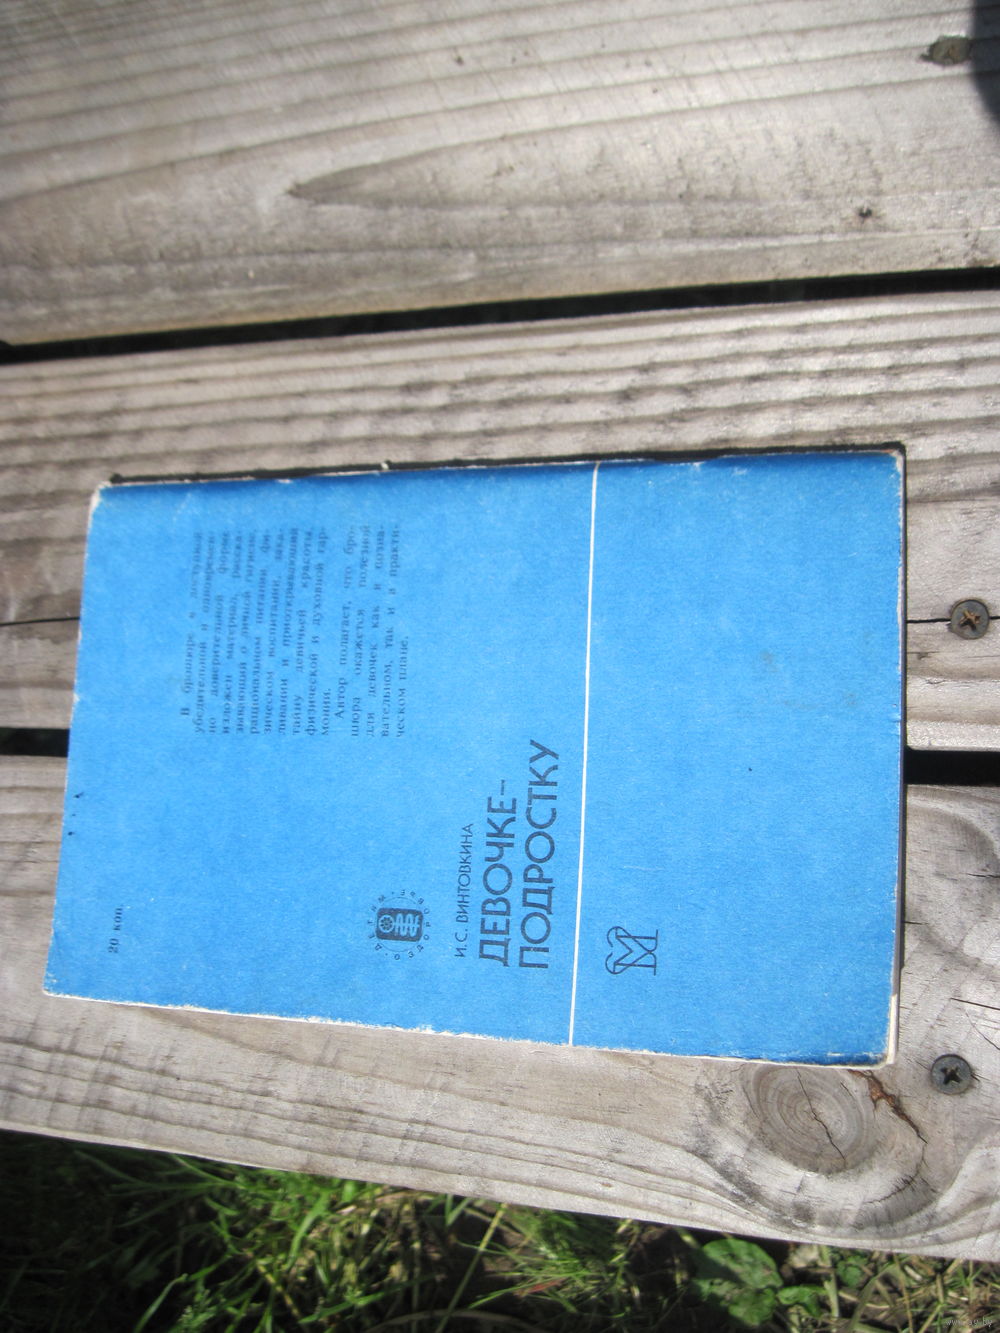 20 коп.
В брошюре в доступной
убедительной и одновремен-
но доверительной форме
изложен материал, расска-
зывающий о личной гигиене,
рациональном питании, фи-
зическом воспитании, зака-
ливании и приоткрывающий
тайну девичьей красоты,
физической и духовной гар-
монии.
Автор полагает, что бро-
шюра окажется полезной
для девочек как в позна-
вательном, так и в практи-
ческом плане.
И. С. ВИНТОВКИНА
ДЕВОЧКЕ-
ПОДРОСТКУ